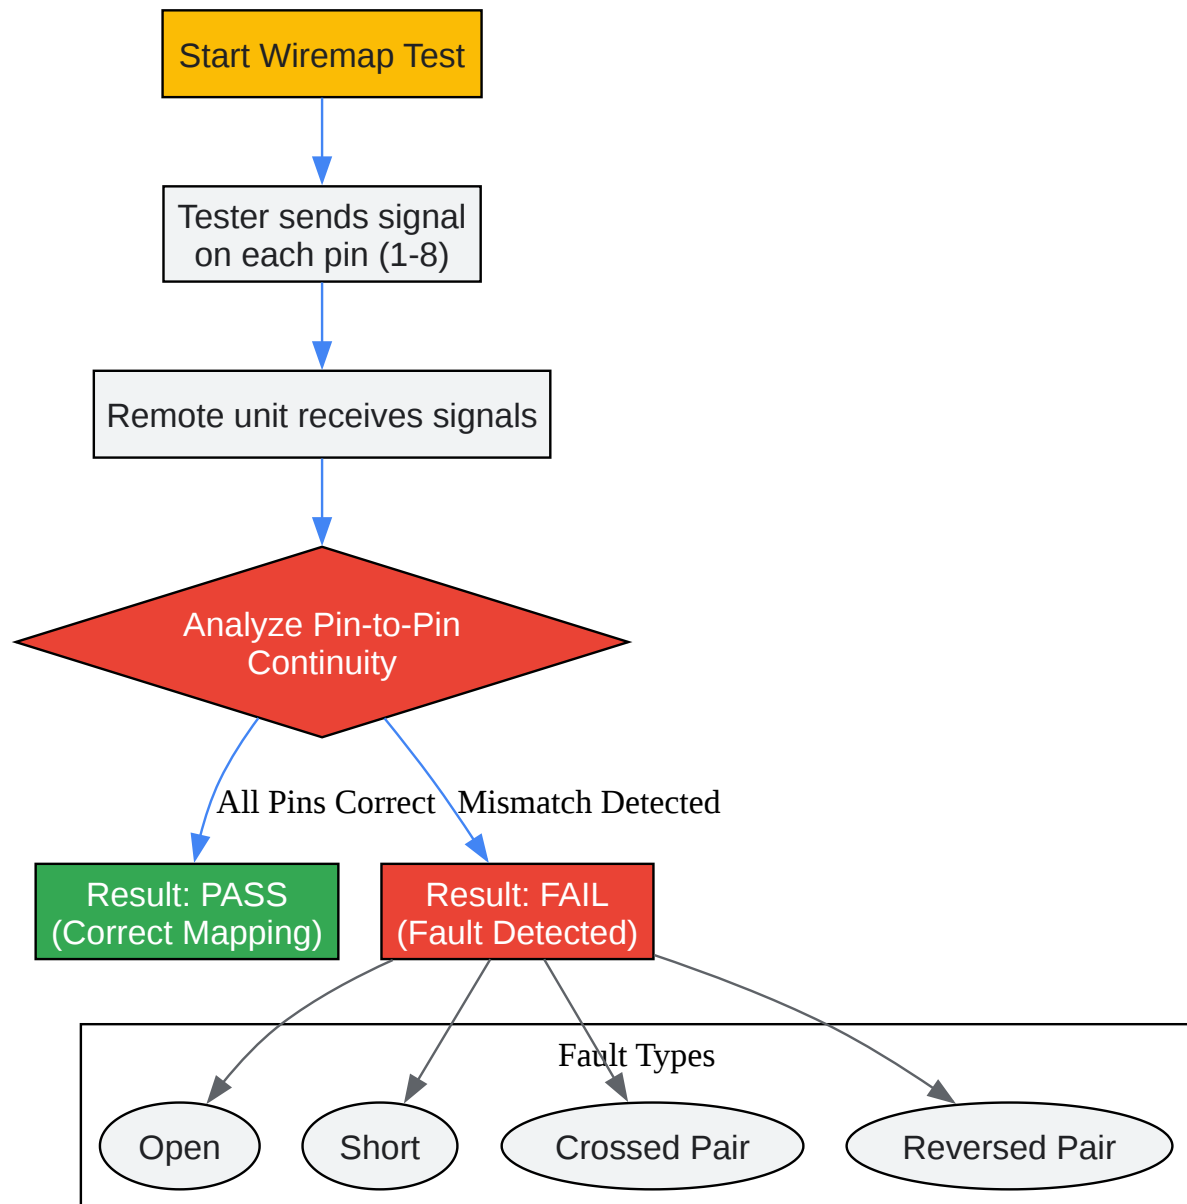 Start Wiremap Test
Tester sends signal
on each pin (1-8)
Remote unit receives signals
Analyze Pin-to-Pin
Continuity
All Pins Correct
Mismatch Detected
Result: PASS
(Correct Mapping)
Result: FAIL
(Fault Detected)
Fault Types
Open
Short
Crossed Pair
Reversed Pair